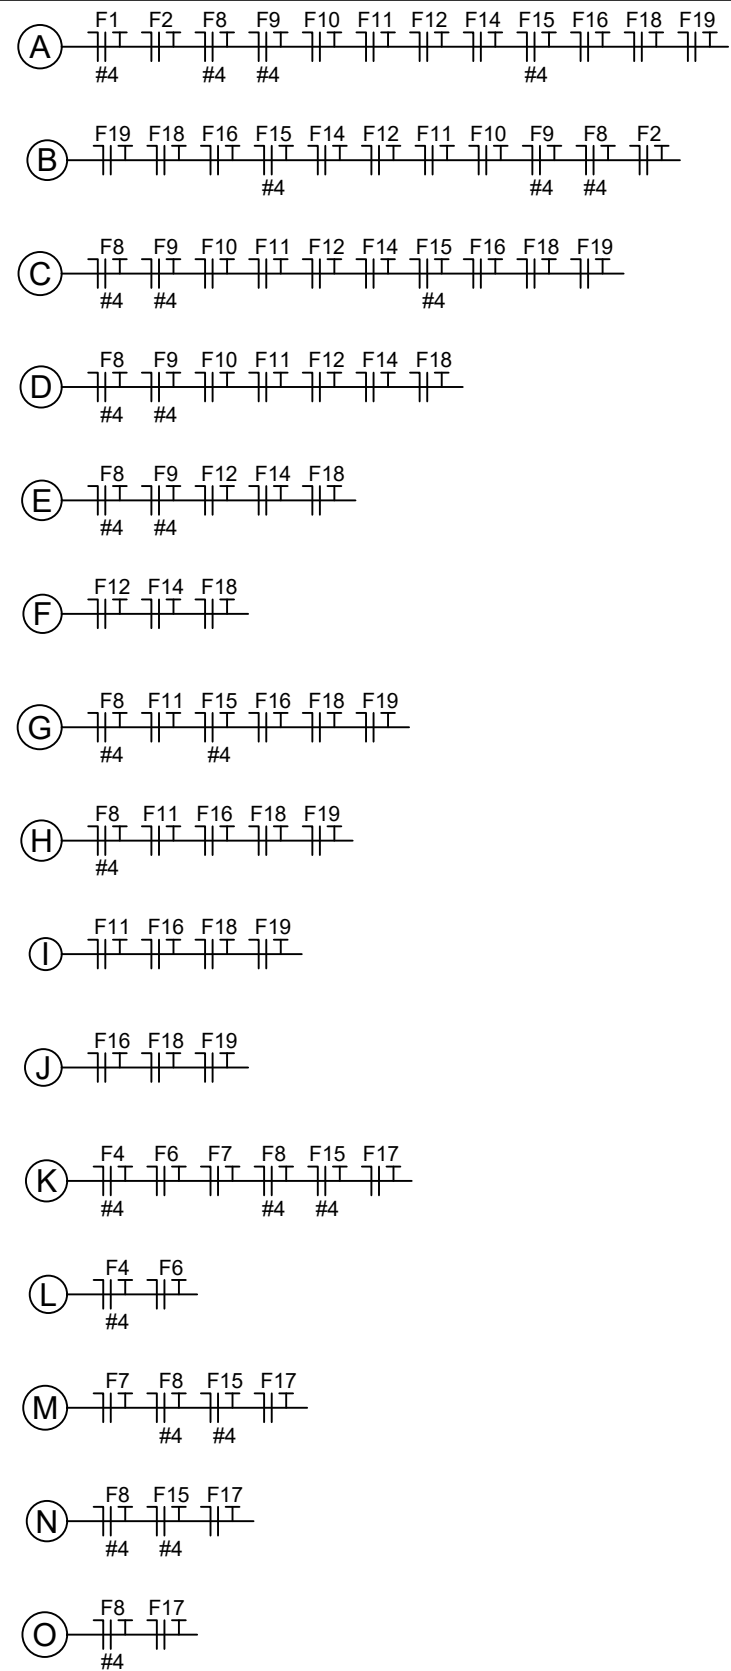 F1 F2 F8 F9 F10 F11 F12 F14 F15 F16 F18 F19
A
#4 #4 #4 #4
F19 F18 F16 F15 F14 F12 F11 F10 F9 F8 F2
B
#4 #4 #4
F8 F9 F10 F11 F12 F14 F15 F16 F18 F19
C
#4 #4 #4
F8 F9 F10 F11 F12 F14 F18
D
#4 #4
F8 F9 F12 F14 F18
E
#4 #4
F12 F14 F18
F
F8 F11 F15 F16 F18 F19
G
#4 #4
F8 F11 F16 F18 F19
H
#4
F11 F16 F18 F19
I
F16 F18 F19
J
F4 F6 F7 F8 F15 F17
K
#4 #4 #4
F4 F6
L
#4
F7 F8 F15 F17
M
#4 #4
F8 F15 F17
N
#4 #4
F8 F17
O
#4